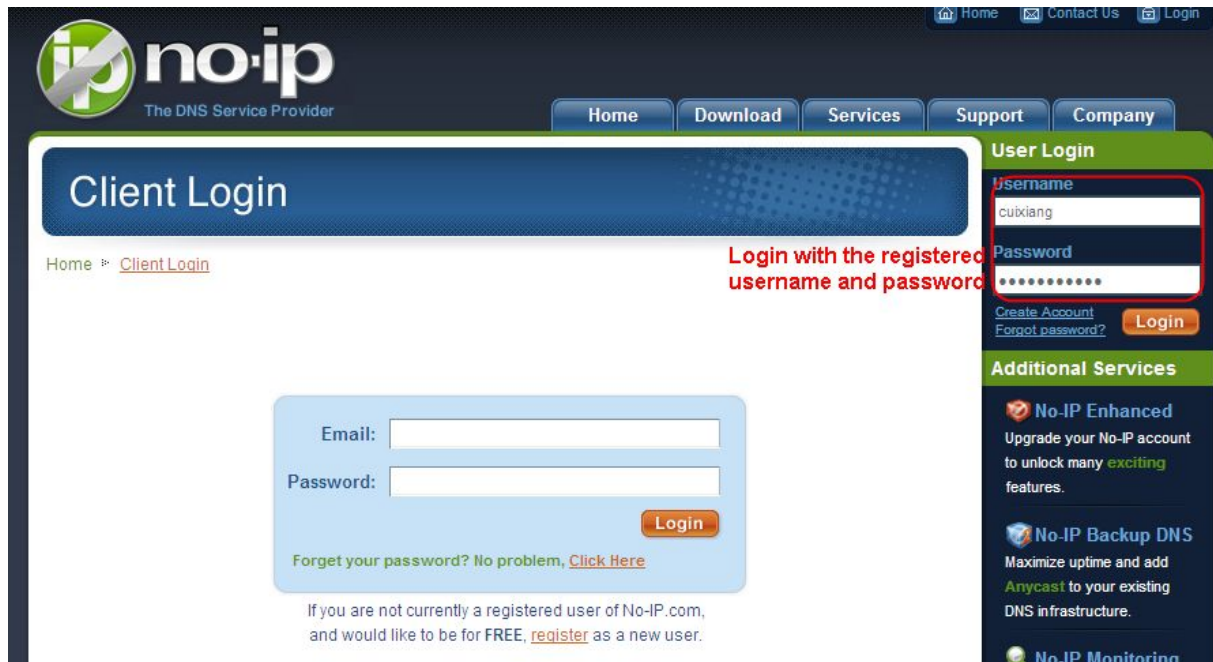 Home Contact Us Login
no-ip
The DNS Service Provider
Home Download Services Support Company
Client Login
Home Client Login
Login with the registered
username and password
Email:
Password:
Login
Forget your password? No problem, Click Here
If you are not currently a registered user of No-IP.com,
and would like to be for FREE, register as a new user.
User Login
Username
cuixiang
Password
Create Account
Forgot password?
Login
Additional Services
No-IP Enhanced
Upgrade your No-IP account
to unlock many exciting
features.
No-IP Backup DNS
Maximize uptime and add
Anycast to your existing
DNS infrastructure.
No-IP Monitoring